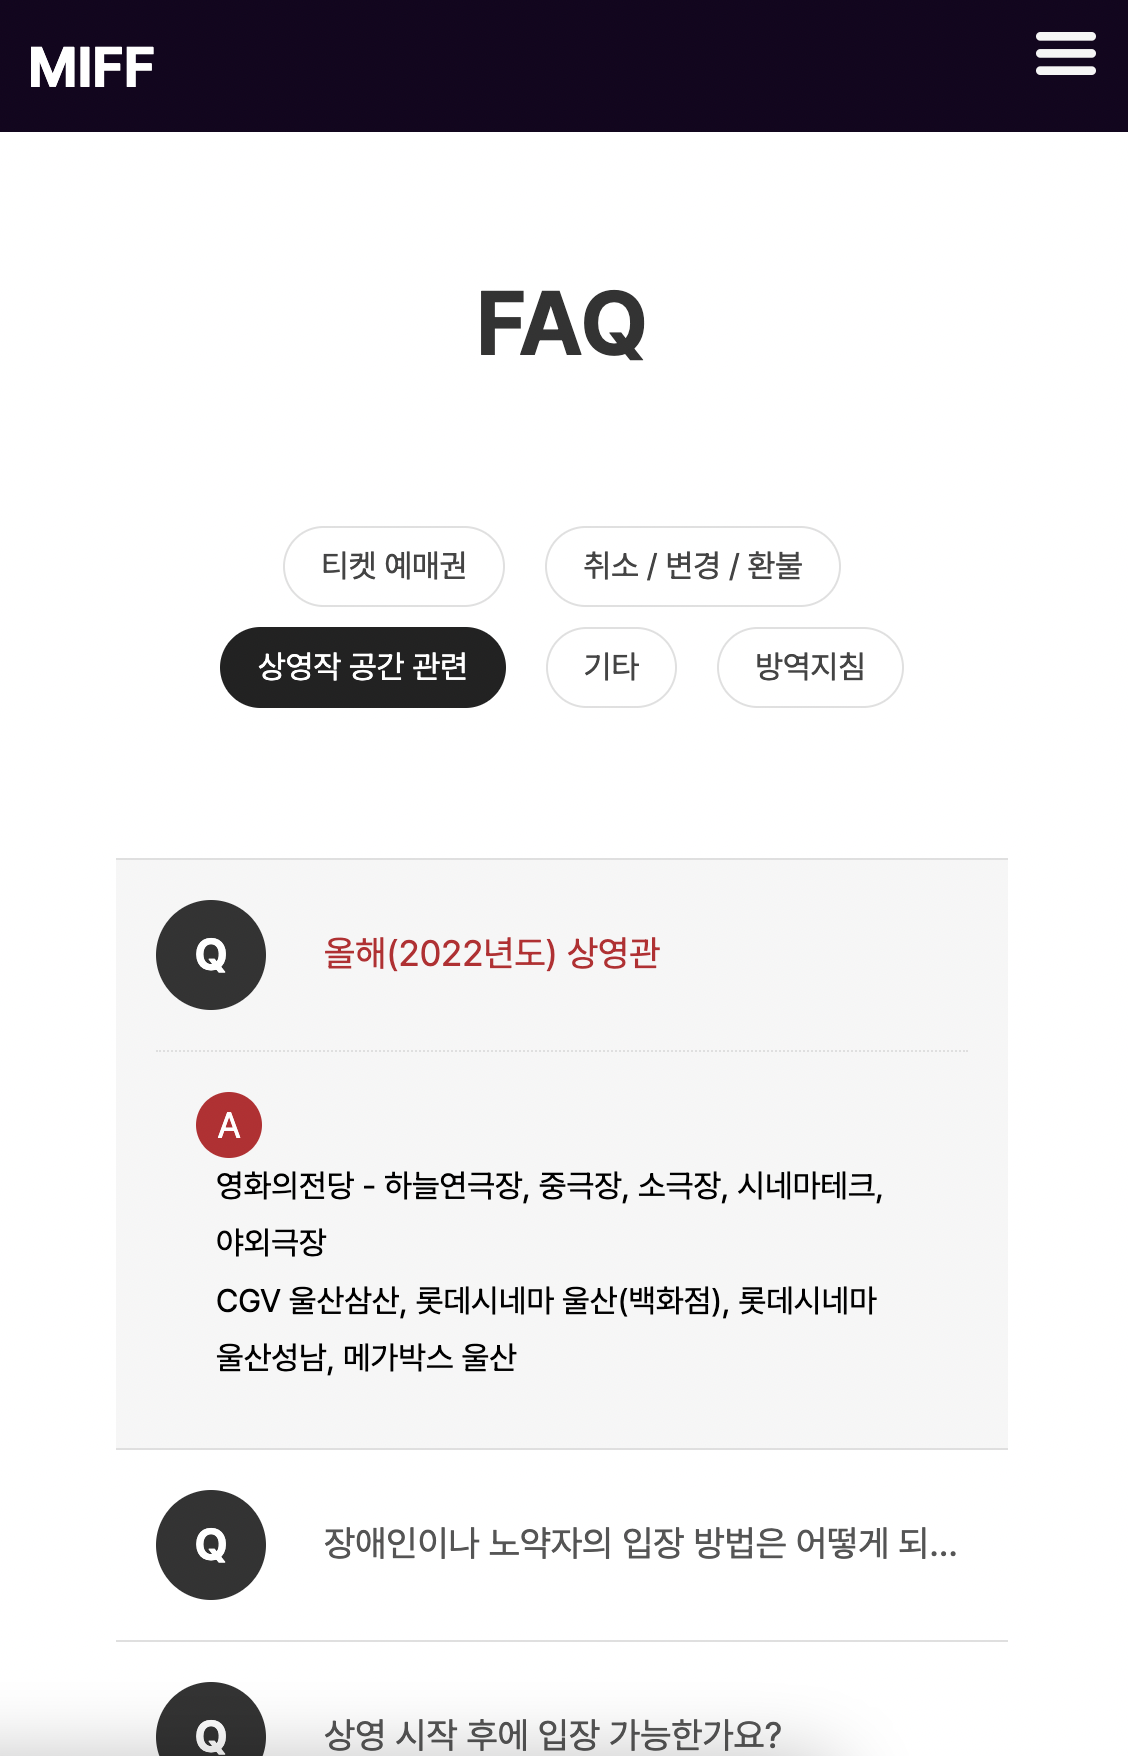 MIFF
FAQ
티켓 예매권
취소 / 변경 / 환불
상영작 공간 관련
기타
방역지침
Q
올해(2022년도) 상영관
A
영화의전당 - 하늘연극장, 중극장, 소극장, 시네마테크,
야외극장
CGV 울산삼산, 롯데시네마 울산(백화점), 롯데시네마
울산성남, 메가박스 울산
Q
장애인이나 노약자의 입장 방법은 어떻게 되...
Q
상영 시작 후에 입장 가능한가요?